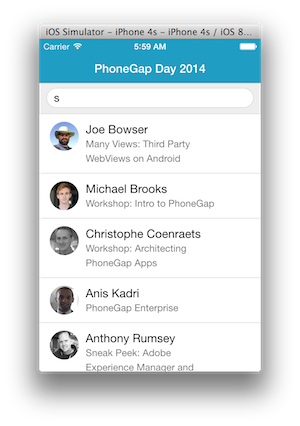 iOS Simulator - iPhone 4s - iPhone 4s / iOS 8...
Carrier 5:59 AM
PhoneGap Day 2014
s
Joe Bowser
Many Views: Third Party
WebViews on Android
Michael Brooks
Workshop: Intro to PhoneGap
Christophe Coenraets
Workshop: Architecting
PhoneGap Apps
Anis Kadri
PhoneGap Enterprise
Anthony Rumsey
Sneak Peek: Adobe
Experience Manager and